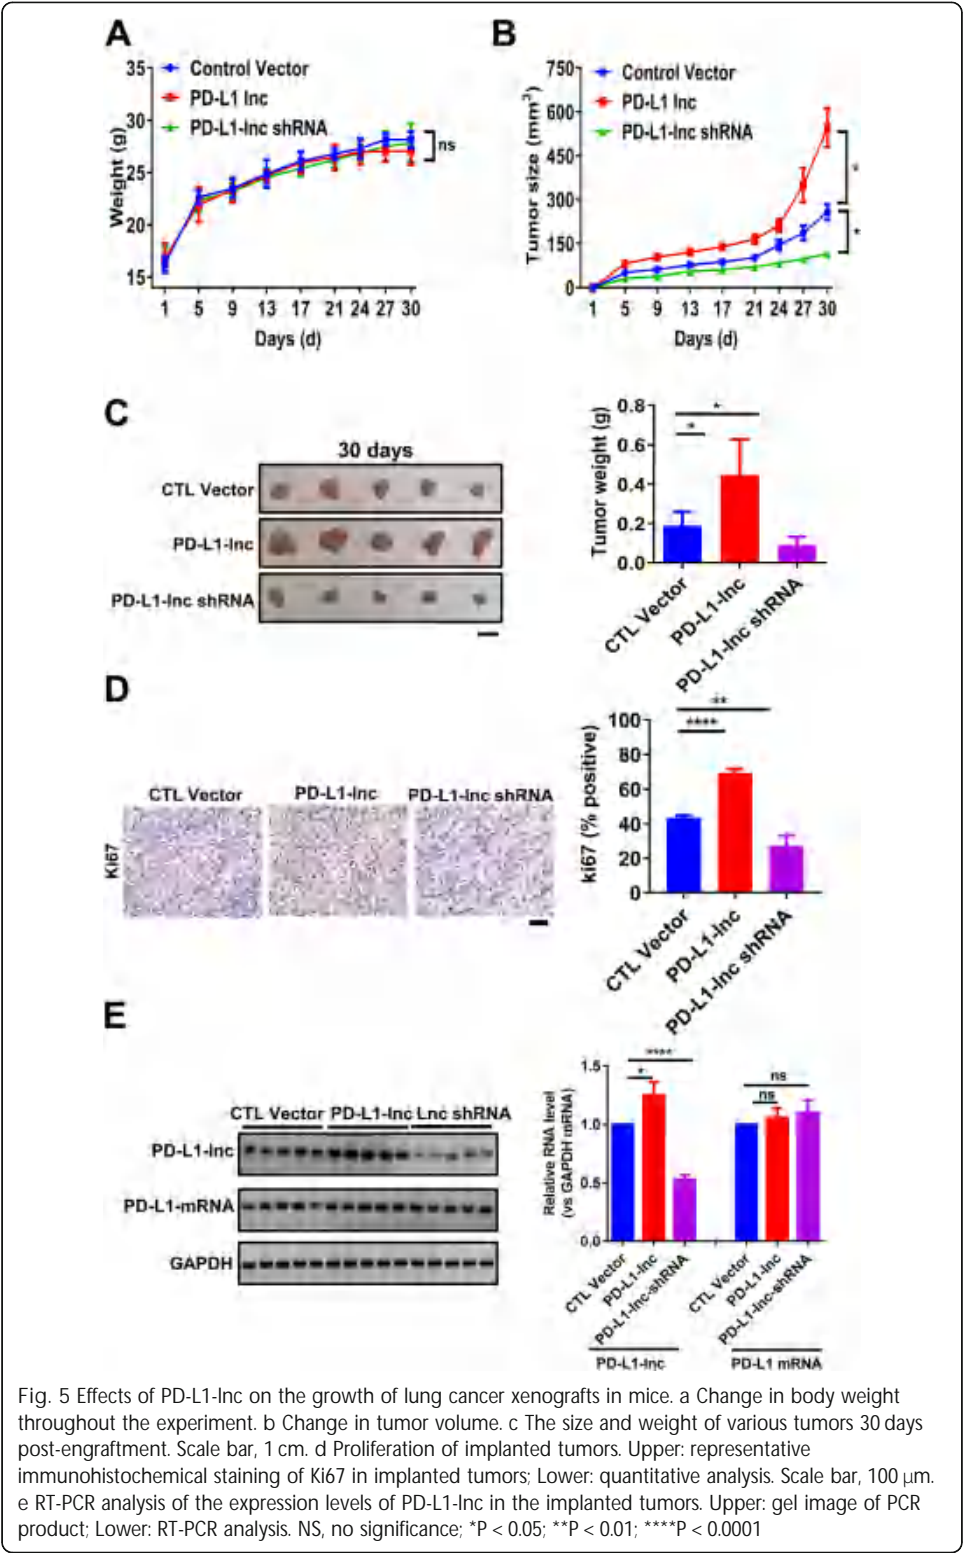 A
35
30
25
20
15
Weight (g)
Control Vector
PD-L1 lnc
PD-L1-lnc shRNA
ns
1 5 9 13 17 21 24 27 30
Days (d)
B
750
600
450
300
150
0
Tumor size (mm³)
Control Vector
PD-L1 lnc
PD-L1-lnc shRNA
*
*
1 5 9 13 17 21 24 27 30
Days (d)
C
30 days
CTL Vector
PD-L1-lnc
PD-L1-lnc shRNA
0.8
0.6
0.4
0.2
0.0
Tumor weight (g)
*
*
CTL Vector
PD-L1-lnc
PD-L1-lnc shRNA
D
CTL Vector PD-L1-lnc PD-L1-lnc shRNA
Ki67
100
80
60
40
20
0
ki67 (% positive)
**
****
CTL Vector
PD-L1-lnc
PD-L1-lnc shRNA
E
CTL Vector PD-L1-lnc Lnc shRNA
PD-L1-lnc
PD-L1-mRNA
GAPDH
1.5
1.0
0.5
0.0
Relative RNA level
(vs GAPDH mRNA)
****
*
ns
ns
CTL Vector
PD-L1-lnc
PD-L1-lnc-shRNA
CTL Vector
PD-L1-lnc
PD-L1-lnc-shRNA
PD-L1-lnc
PD-L1 mRNA
Fig. 5 Effects of PD-L1-lnc on the growth of lung cancer xenografts in mice. a Change in body weight
throughout the experiment. b Change in tumor volume. c The size and weight of various tumors 30 days
post-engraftment. Scale bar, 1 cm. d Proliferation of implanted tumors. Upper: representative
immunohistochemical staining of Ki67 in implanted tumors; Lower: quantitative analysis. Scale bar, 100 μm.
e RT-PCR analysis of the expression levels of PD-L1-lnc in the implanted tumors. Upper: gel image of PCR
product; Lower: RT-PCR analysis. NS, no significance; *P < 0.05; **P < 0.01; ****P < 0.0001